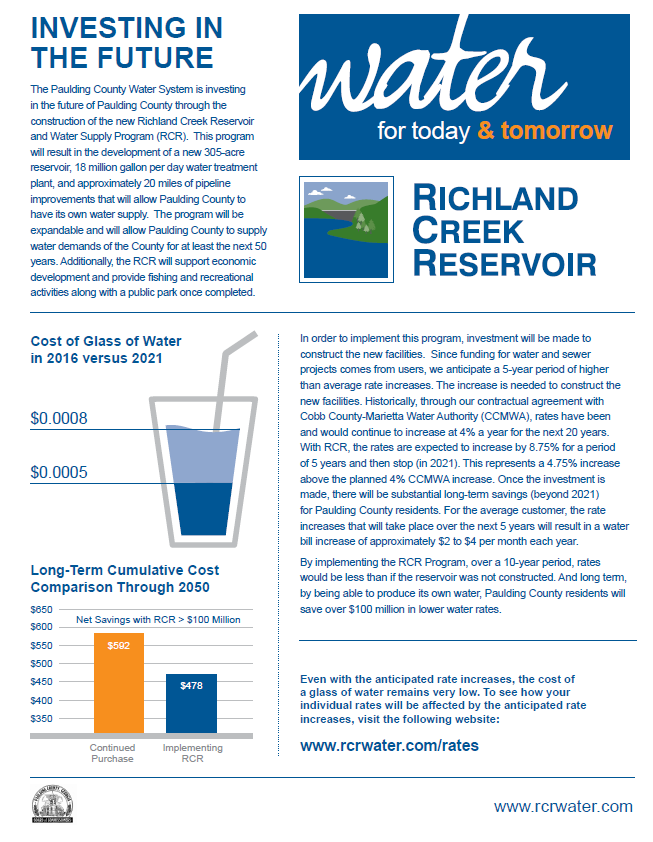 INVESTING IN
THE FUTURE
The Paulding County Water System is investing
in the future of Paulding County through the
construction of the new Richland Creek Reservoir
and Water Supply Program (RCR).  This program
will result in the development of a new 305-acre
reservoir, 18 million gallon per day water treatment
plant, and approximately 20 miles of pipeline
improvements that will allow Paulding County to
have its own water supply.  The program will be
expandable and will allow Paulding County to supply
water demands of the County for at least the next 50
years. Additionally, the RCR will support economic
development and provide fishing and recreational
activities along with a public park once completed.
water
for today & tomorrow
RICHLAND
CREEK
RESERVOIR
Cost of Glass of Water
in 2016 versus 2021
$0.0008
$0.0005
Long-Term Cumulative Cost
Comparison Through 2050
$650
$600
$550
$500
$450
$400
$350
Net Savings with RCR > $100 Million
$592
$478
Continued
Purchase
Implementing
RCR
In order to implement this program, investment will be made to
construct the new facilities.  Since funding for water and sewer
projects comes from users, we anticipate a 5-year period of higher
than average rate increases. The increase is needed to construct the
new facilities. Historically, through our contractual agreement with
Cobb County-Marietta Water Authority (CCMWA), rates have been
and would continue to increase at 4% a year for the next 20 years.
With RCR, the rates are expected to increase by 8.75% for a period
of 5 years and then stop (in 2021). This represents a 4.75% increase
above the planned 4% CCMWA increase. Once the investment is
made, there will be substantial long-term savings (beyond 2021)
for Paulding County residents. For the average customer, the rate
increases that will take place over the next 5 years will result in a water
bill increase of approximately $2 to $4 per month each year.
By implementing the RCR Program, over a 10-year period, rates
would be less than if the reservoir was not constructed. And long term,
by being able to produce its own water, Paulding County residents will
save over $100 million in lower water rates.
Even with the anticipated rate increases, the cost of
a glass of water remains very low. To see how your
individual rates will be affected by the anticipated rate
increases, visit the following website:
www.rcrwater.com/rates
www.rcrwater.com